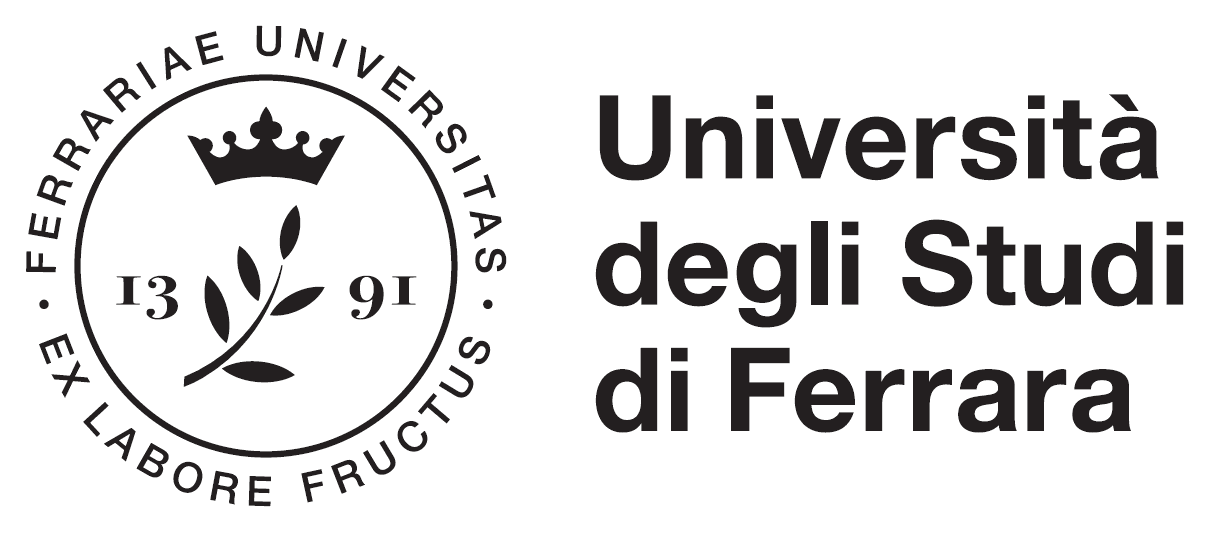 FERRARIAE UNIVERSITAS
13 91
• EX LABORE FRUCTUS •
Università
degli Studi
di Ferrara